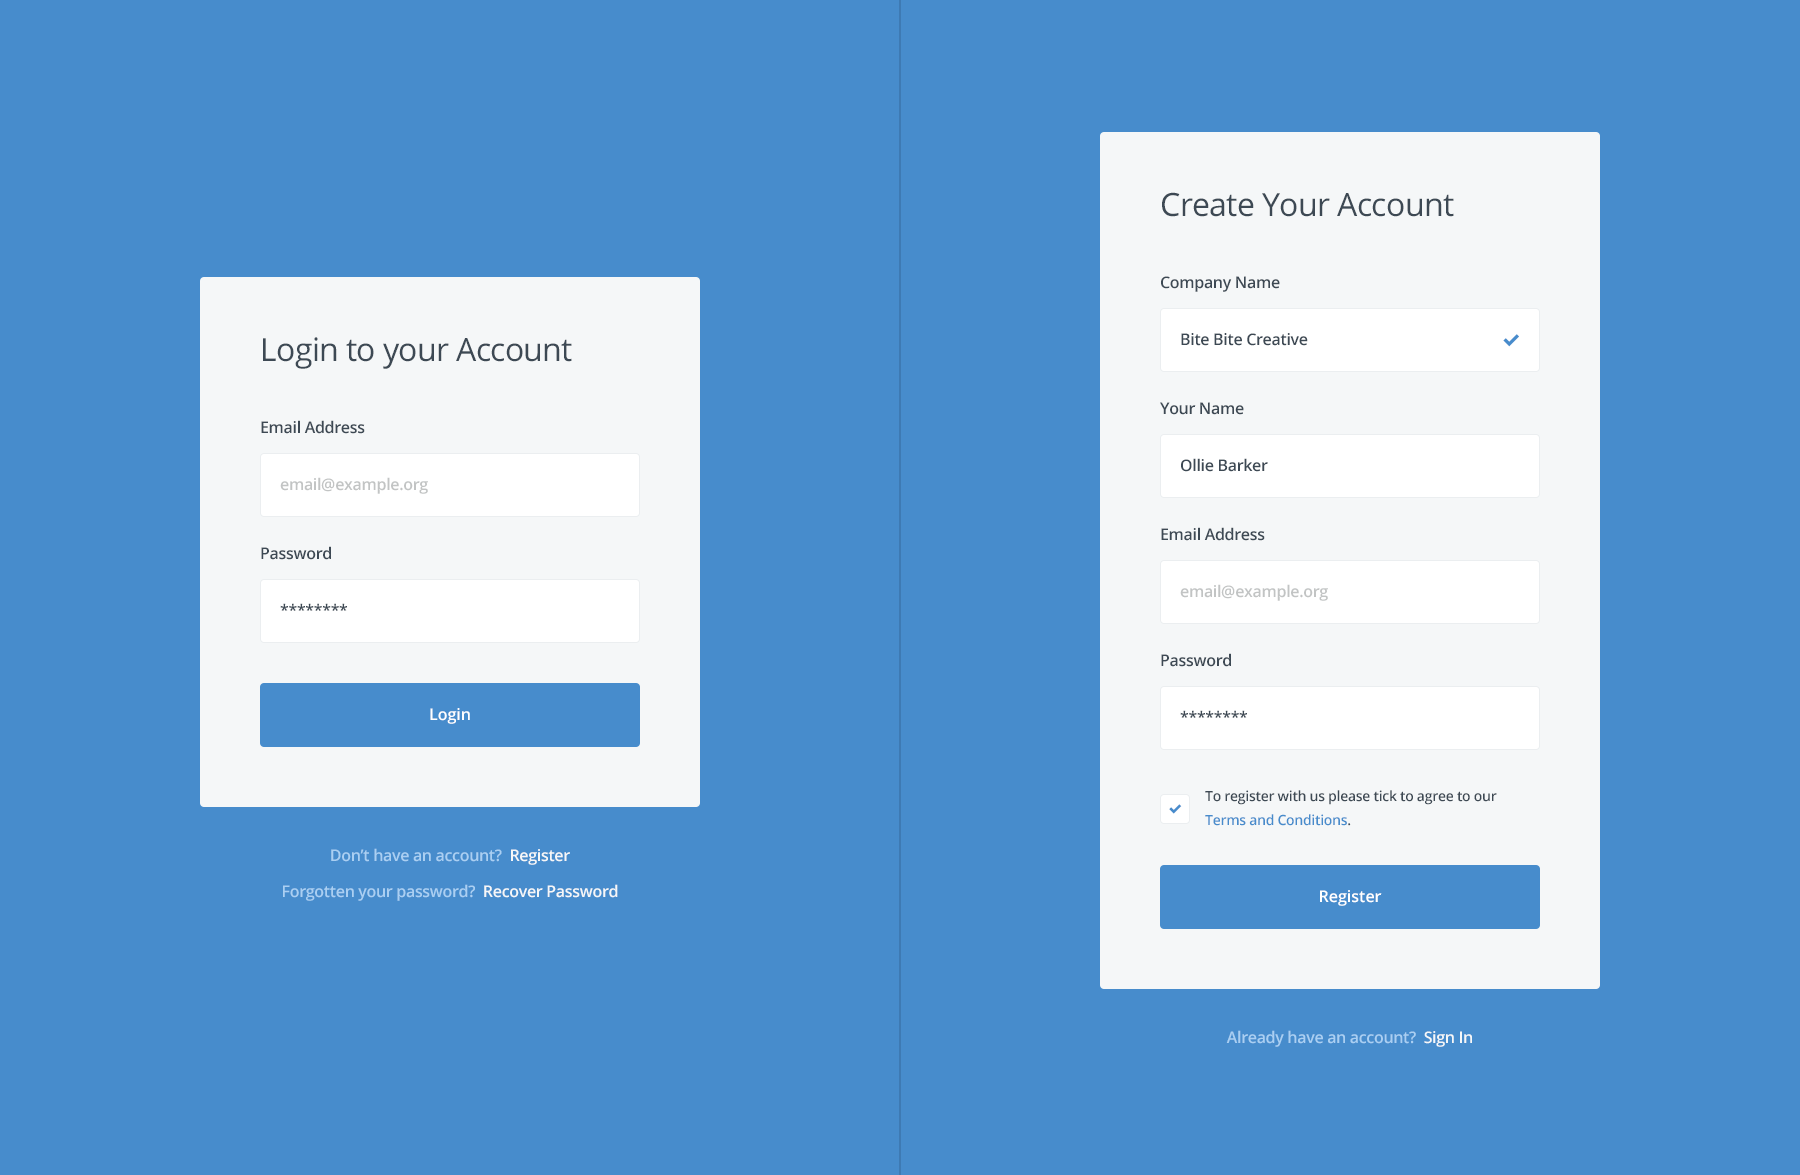 Login to your Account
Email Address
email@example.org
Password
********
Login
Don't have an account? Register
Forgotten your password? Recover Password
Create Your Account
Company Name
Bite Bite Creative
Your Name
Ollie Barker
Email Address
email@example.org
Password
********
To register with us please tick to agree to our
Terms and Conditions.
Register
Already have an account? Sign In